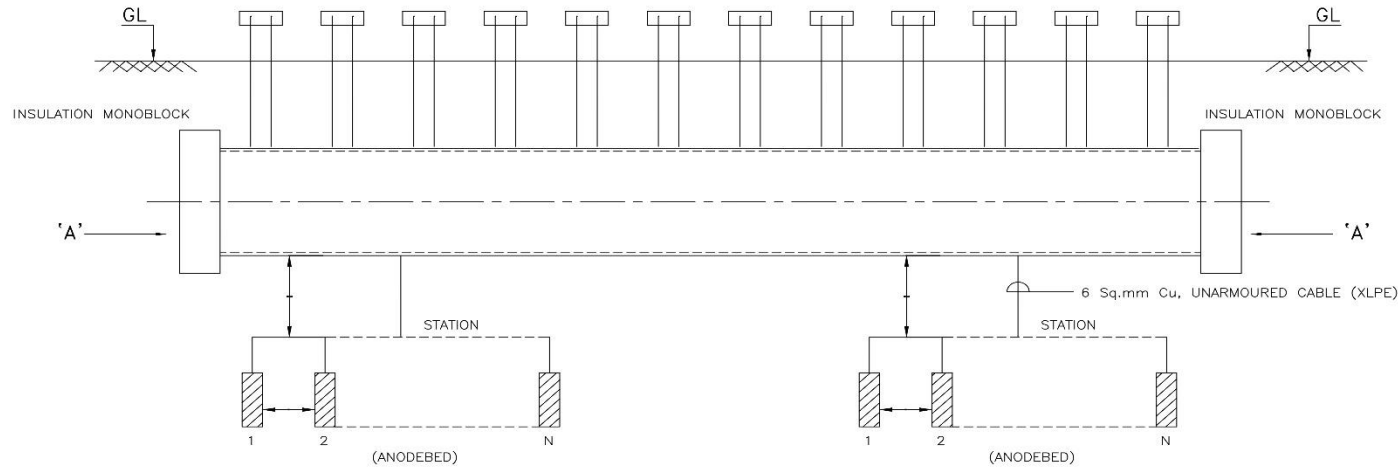 GL GL
INSULATION MONOBLOCK INSULATION MONOBLOCK
'A' 'A'
6 Sq.mm Cu, UNARMOURED CABLE (XLPE)
STATION STATION
1 2 N 1 2 N
(ANODEBED) (ANODEBED)